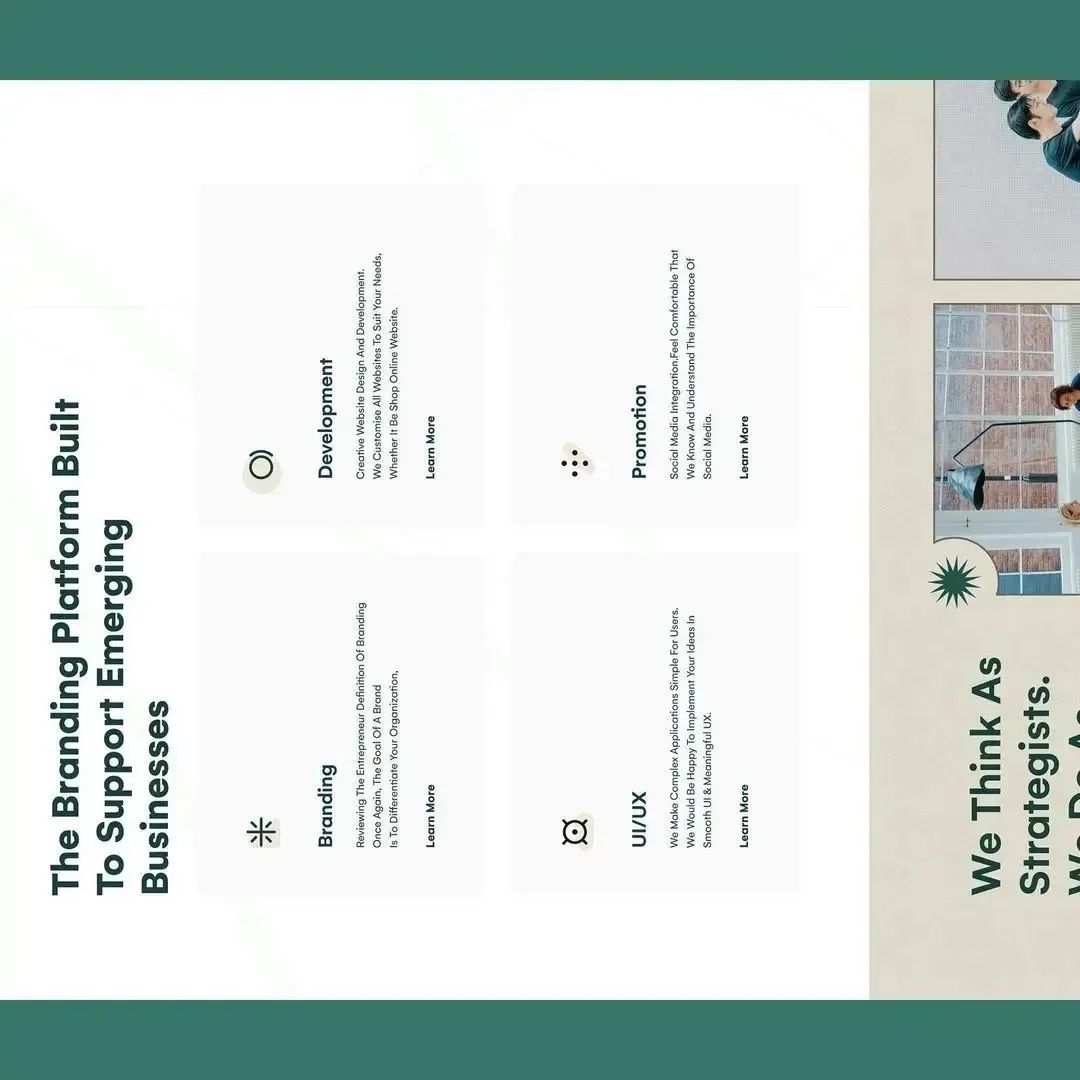 The Branding Platform Built
To Support Emerging
Businesses
Branding
Reviewing The Entrepreneur Definition Of Branding
Once Again, The Goal Of A Brand
Is To Differentiate Your Organization.
Learn More
Development
Creative Website Design And Development.
We Customise All Websites To Suit Your Needs,
Whether It Be Shop Online Website.
Learn More
UI/UX
We Make Complex Applications Simple For Users.
We Would Be Happy To Implement Your Ideas In
Smooth UI & Meaningful UX.
Learn More
Promotion
Social Media Integration.Feel Comfortable That
We Know And Understand The Importance Of
Social Media.
Learn More
We Think As
Strategists.
We Do As